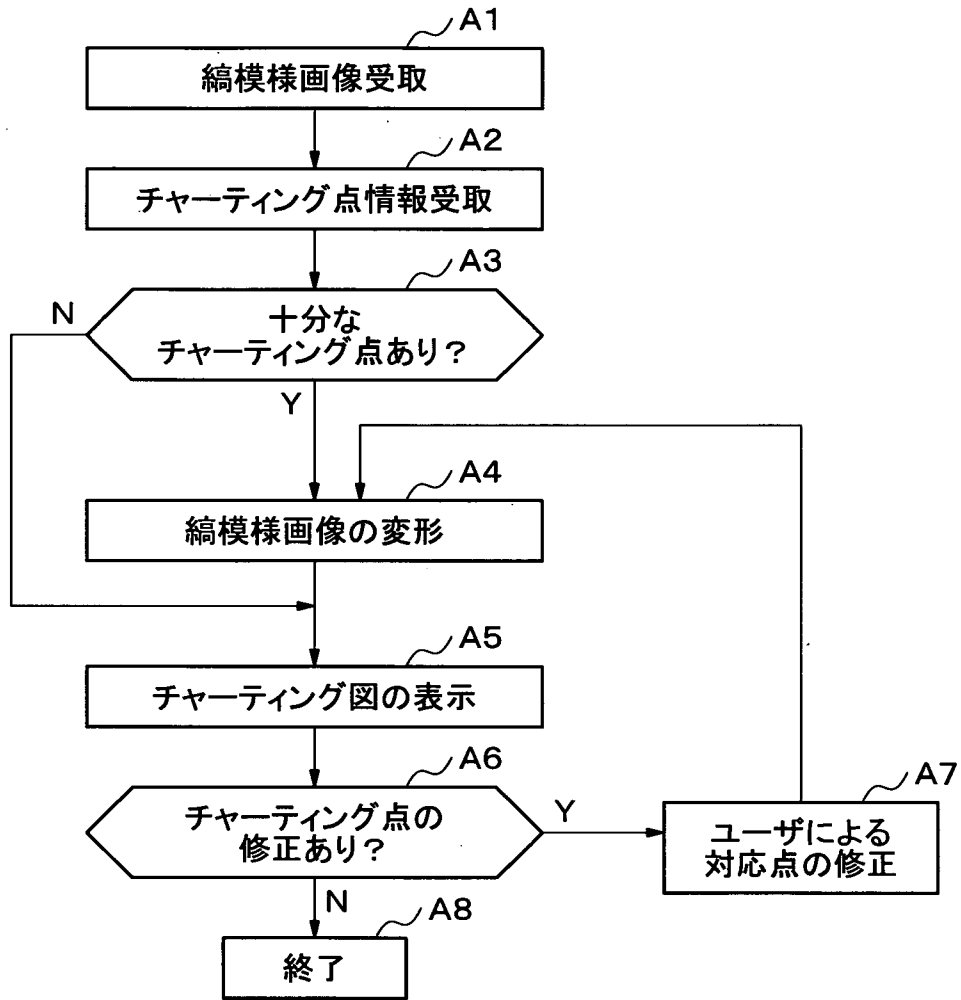 A1
縞模様画像受取
A2
チャーティング点情報受取
A3
N
十分な
チャーティング点あり?
Y
A4
縞模様画像の変形
A5
チャーティング図の表示
A6
チャーティング点の
修正あり?
Y
A7
ユーザによる
対応点の修正
N
A8
終了